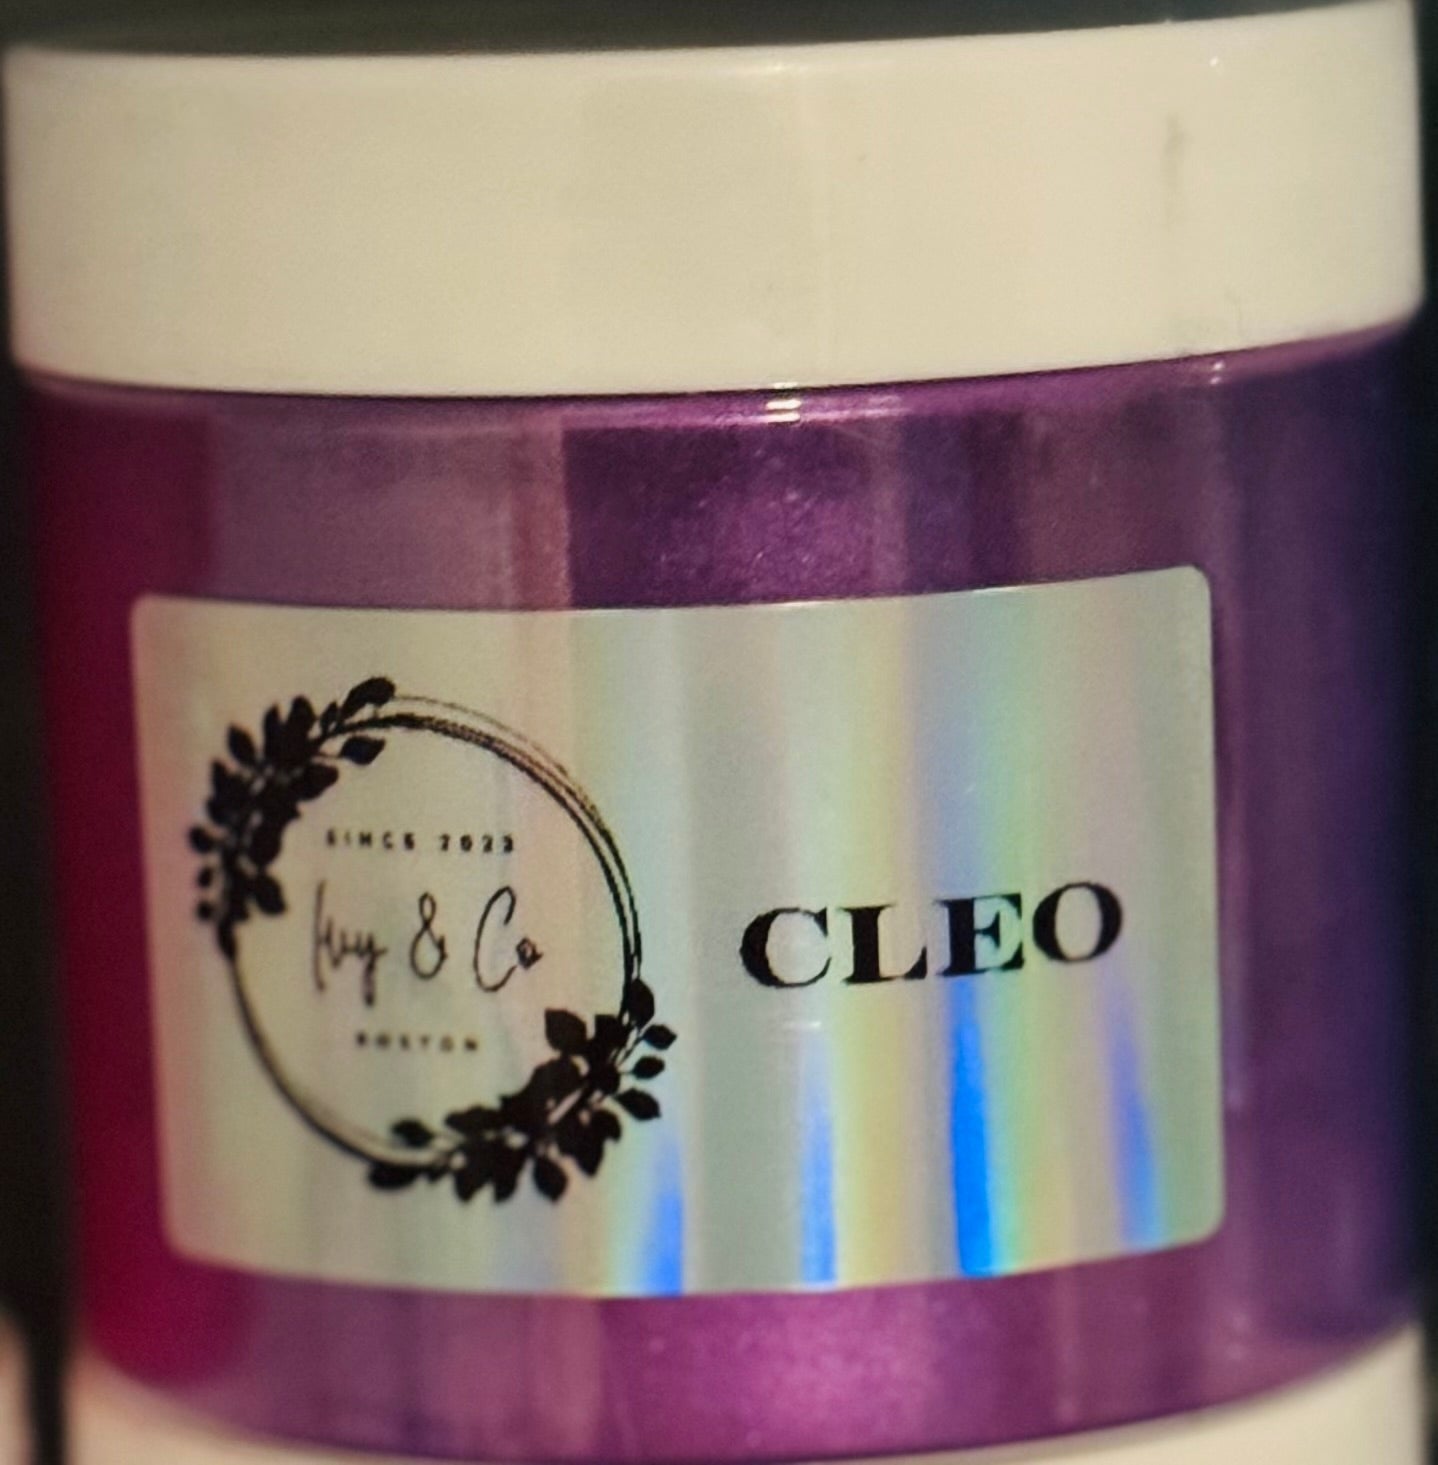 SINCE 2023
Ivy & Co
BOSTON
CLEO